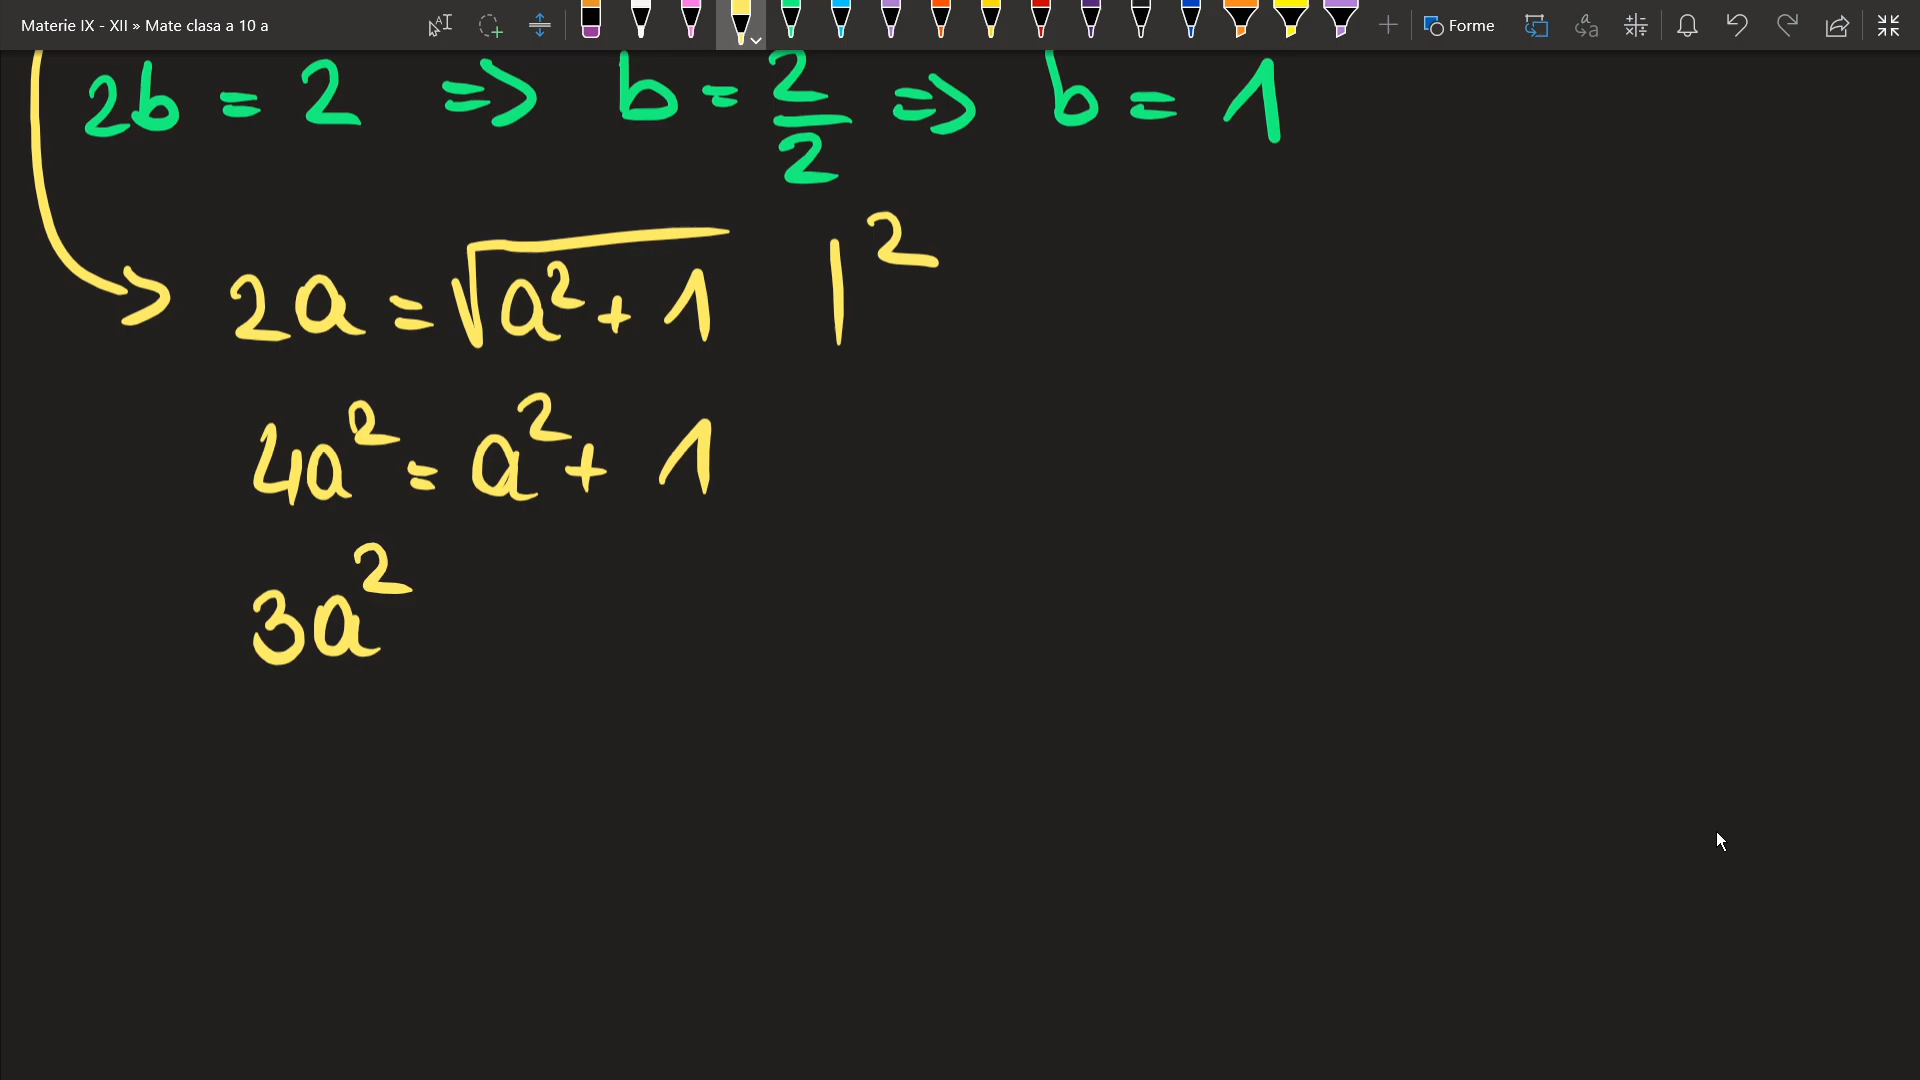 Materie IX - XII » Mate clasa a 10 a Forme
2b = 2 => b = 2/2 => b = 1
2a = √a²+1 |²
4a² = a² + 1
3a²